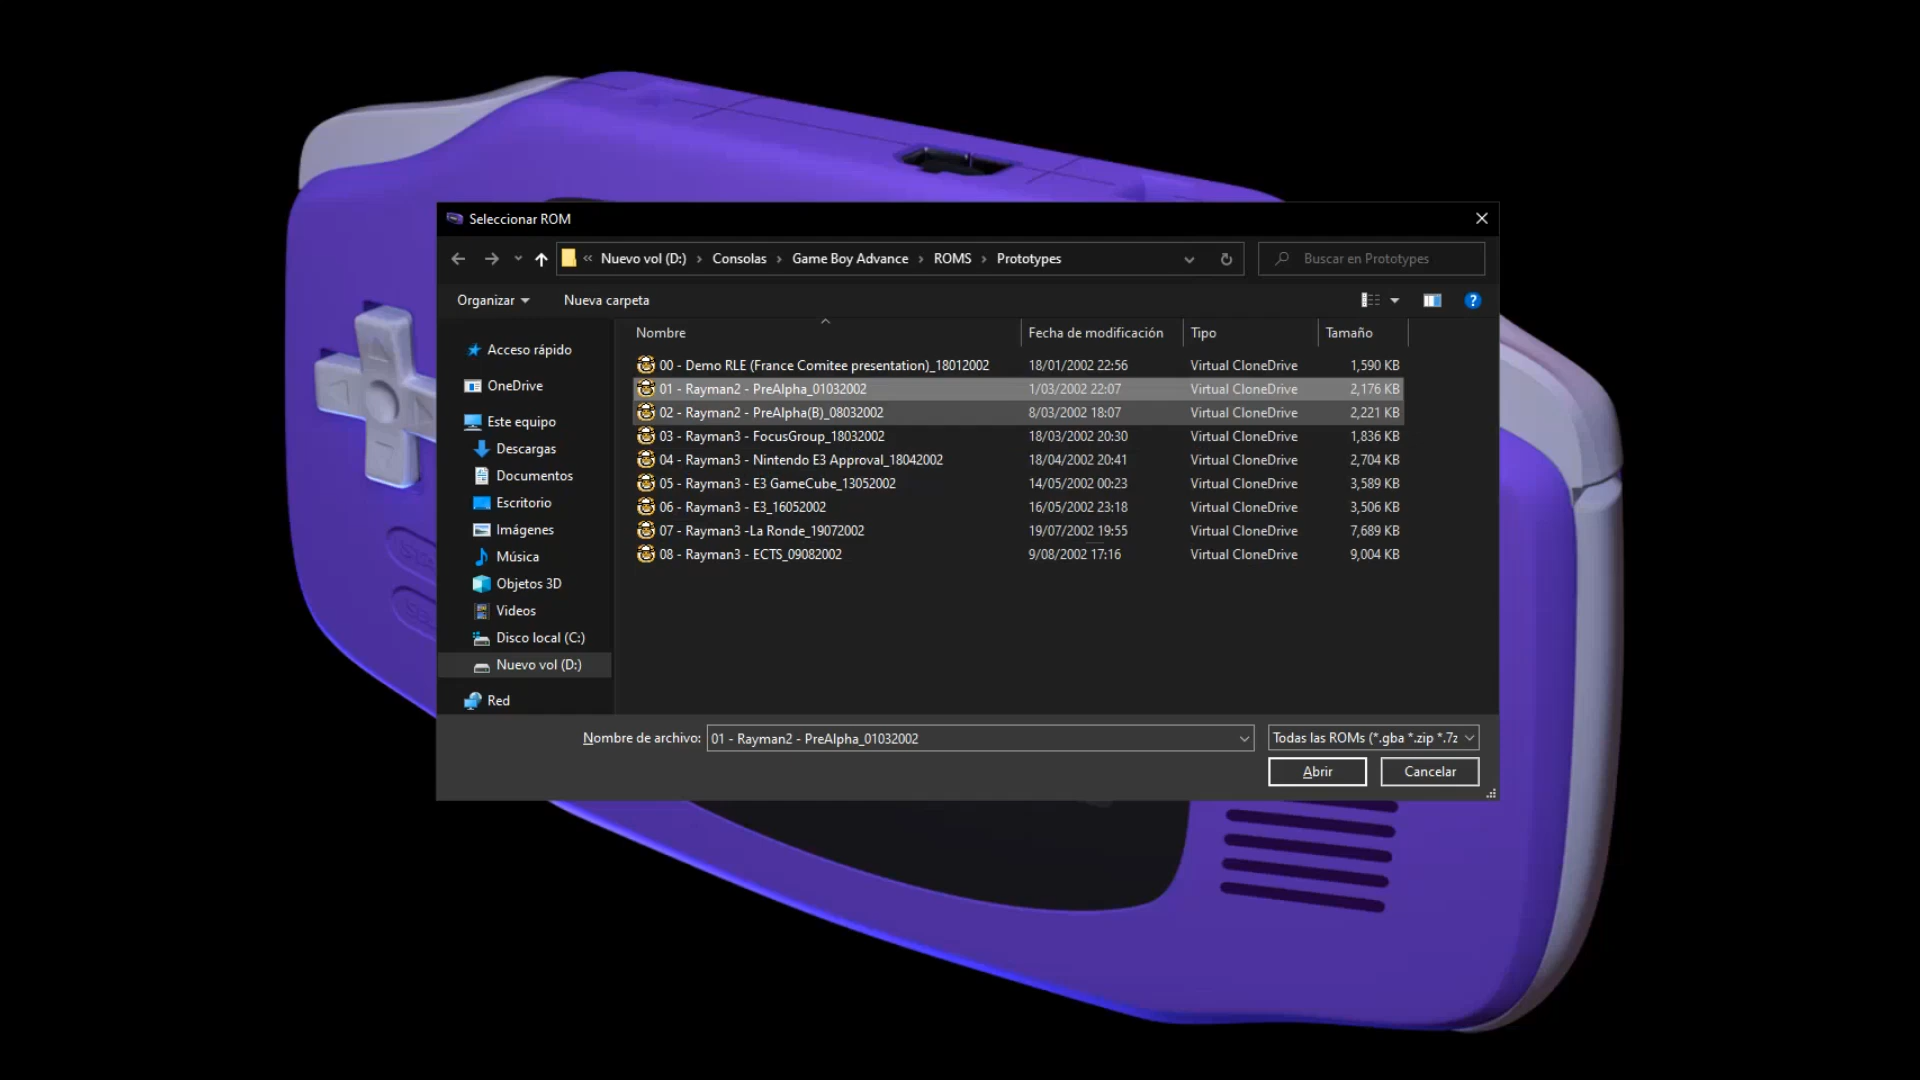 Seleccionar ROM
« Nuevo vol (D:) › Consolas › Game Boy Advance › ROMS › Prototypes
Buscar en Prototypes
Organizar
Nueva carpeta
Nombre Fecha de modificación Tipo Tamaño
Acceso rápido
OneDrive
Este equipo
Descargas
Documentos
Escritorio
Imágenes
Música
Objetos 3D
Videos
Disco local (C:)
Nuevo vol (D:)
Red
00 - Demo RLE (France Comitee presentation)_18012002 18/01/2002 22:56 Virtual CloneDrive 1,590 KB
01 - Rayman2 - PreAlpha_01032002 1/03/2002 22:07 Virtual CloneDrive 2,176 KB
02 - Rayman2 - PreAlpha(B)_08032002 8/03/2002 18:07 Virtual CloneDrive 2,221 KB
03 - Rayman3 - FocusGroup_18032002 18/03/2002 20:30 Virtual CloneDrive 1,836 KB
04 - Rayman3 - Nintendo E3 Approval_18042002 18/04/2002 20:41 Virtual CloneDrive 2,704 KB
05 - Rayman3 - E3 GameCube_13052002 14/05/2002 00:23 Virtual CloneDrive 3,589 KB
06 - Rayman3 - E3_16052002 16/05/2002 23:18 Virtual CloneDrive 3,506 KB
07 - Rayman3 -La Ronde_19072002 19/07/2002 19:55 Virtual CloneDrive 7,689 KB
08 - Rayman3 - ECTS_09082002 9/08/2002 17:16 Virtual CloneDrive 9,004 KB
Nombre de archivo: 01 - Rayman2 - PreAlpha_01032002
Todas las ROMs (*.gba *.zip *.7z
Abrir
Cancelar